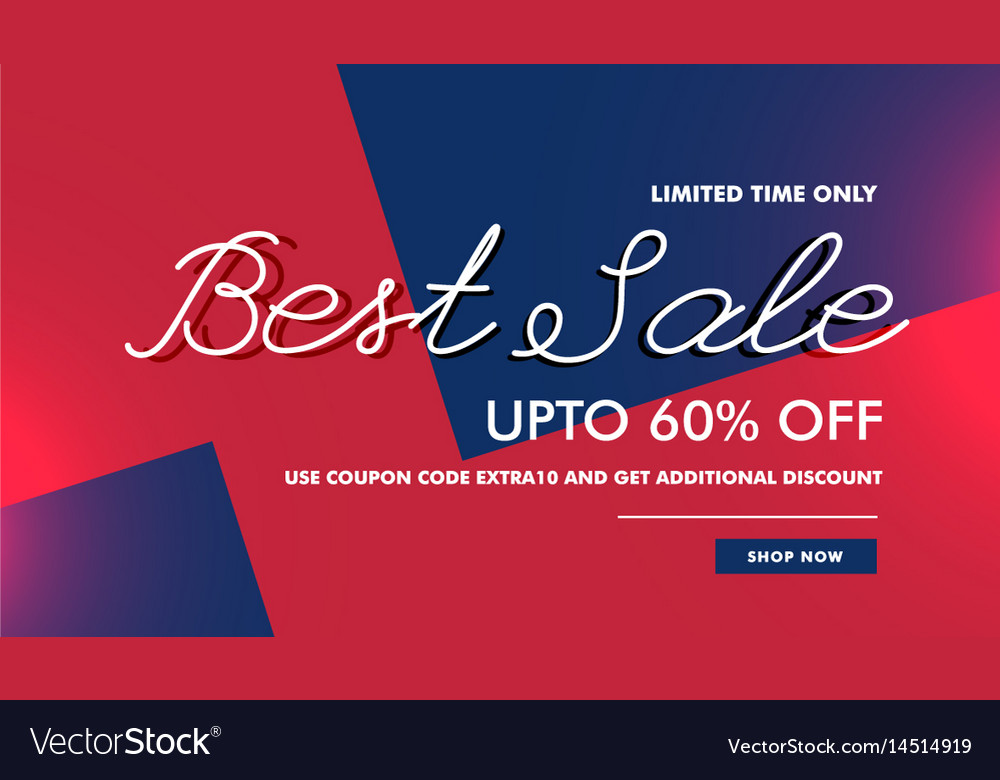 LIMITED TIME ONLY
Best Sale
UPTO 60% OFF
USE COUPON CODE EXTRA10 AND GET ADDITIONAL DISCOUNT
SHOP NOW
VectorStock®
VectorStock.com/14514919